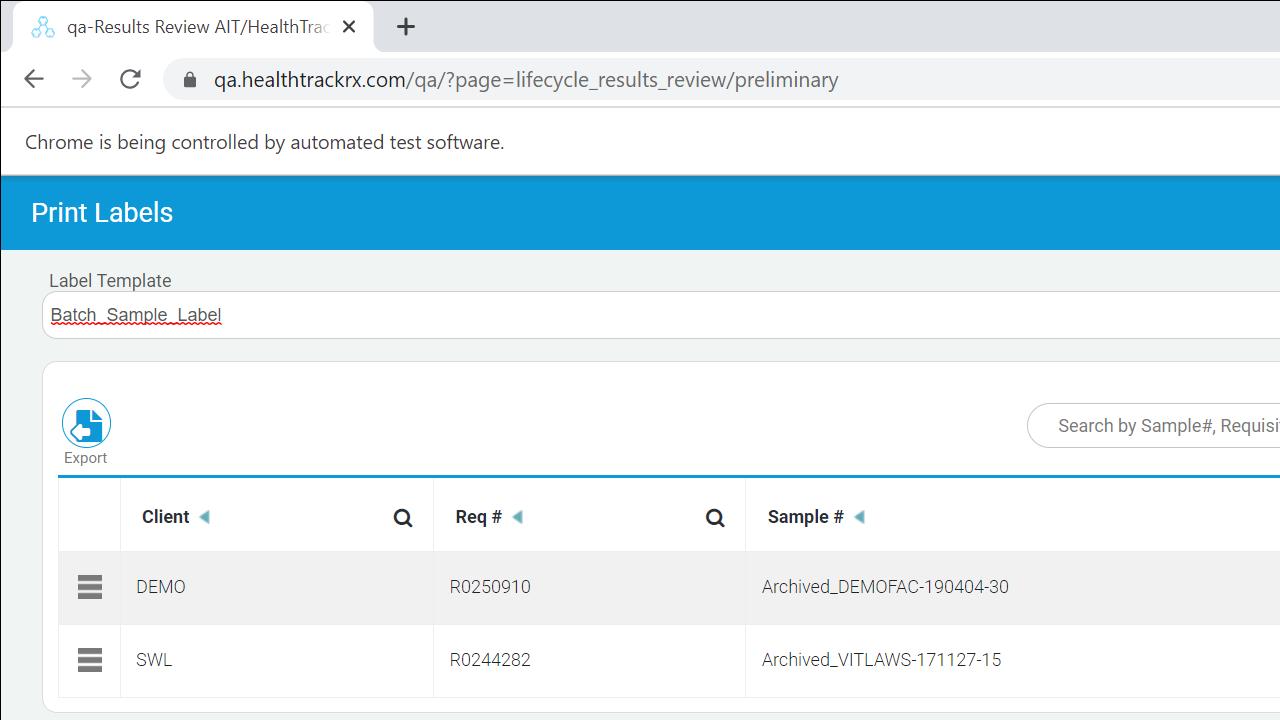 qa-Results Review AIT/HealthTrac
qa.healthtrackrx.com/qa/?page=lifecycle_results_review/preliminary
Chrome is being controlled by automated test software.
Print Labels
Label Template
Batch_Sample_Label
Export
Search by Sample#, Requisit
Client Req # Sample #
DEMO R0250910 Archived_DEMOFAC-190404-30
SWL R0244282 Archived_VITLAWS-171127-15